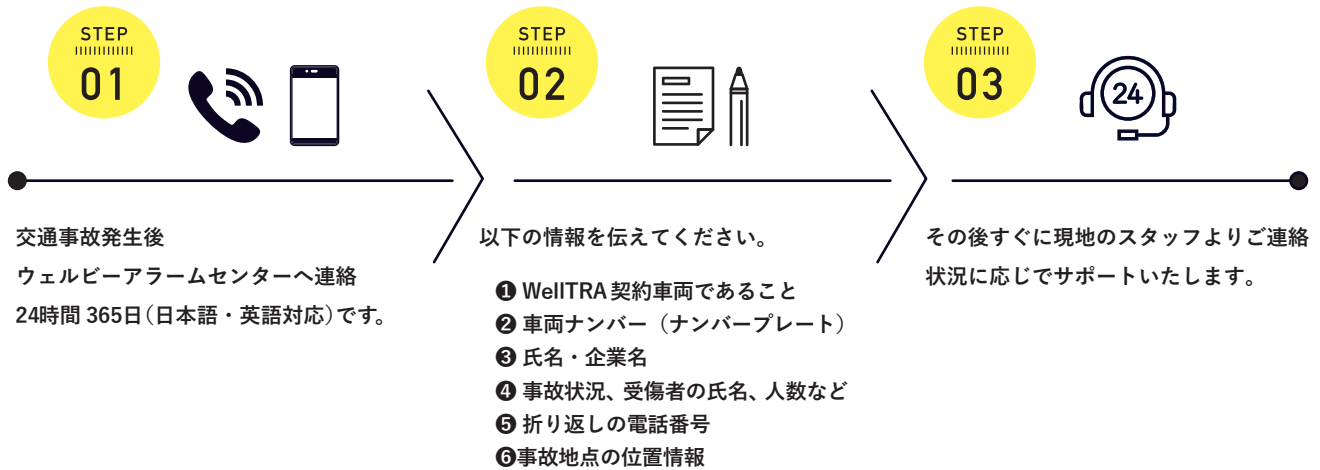 STEP
01
交通事故発生後
ウェルビーアラームセンターへ連絡
24時間 365日（日本語・英語対応）です。
STEP
02
以下の情報を伝えてください。
❶ WellTRA 契約車両であること
❷ 車両ナンバー（ナンバープレート）
❸ 氏名・企業名
❹ 事故状況、受傷者の氏名、人数など
❺ 折り返しの電話番号
❻事故地点の位置情報
STEP
03
24
その後すぐに現地のスタッフよりご連絡
状況に応じでサポートいたします。